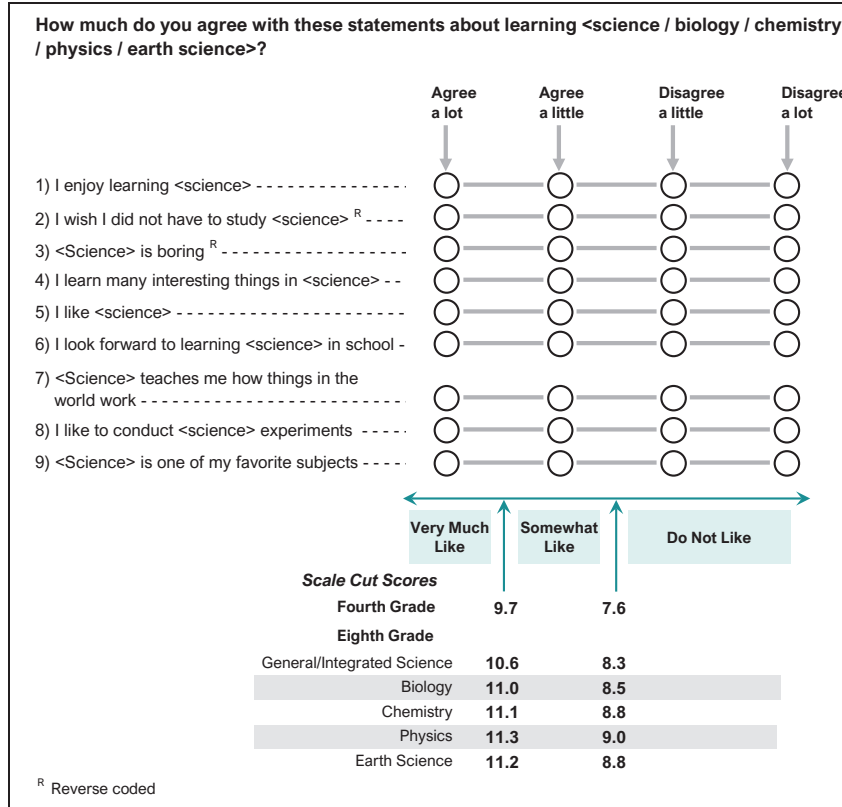 How much do you agree with these statements about learning <science / biology / chemistry
/ physics / earth science>?
Agree a lot
Agree a little
Disagree a little
Disagree a lot
1) I enjoy learning <science>
2) I wish I did not have to study <science> R
3) <Science> is boring R
4) I learn many interesting things in <science>
5) I like <science>
6) I look forward to learning <science> in school
7) <Science> teaches me how things in the
world work
8) I like to conduct <science> experiments
9) <Science> is one of my favorite subjects
Very Much Like
Somewhat Like
Do Not Like
Scale Cut Scores
Fourth Grade 9.7 7.6
Eighth Grade
General/Integrated Science 10.6 8.3
Biology 11.0 8.5
Chemistry 11.1 8.8
Physics 11.3 9.0
Earth Science 11.2 8.8
R Reverse coded